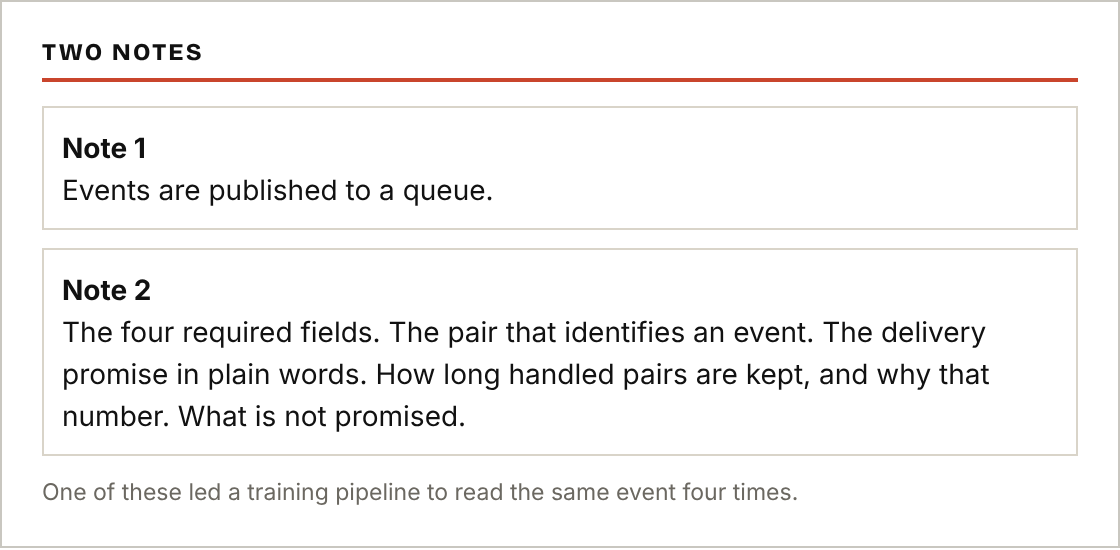 TWO NOTES
Note 1
Events are published to a queue.
Note 2
The four required fields. The pair that identifies an event. The delivery
promise in plain words. How long handled pairs are kept, and why that
number. What is not promised.
One of these led a training pipeline to read the same event four times.